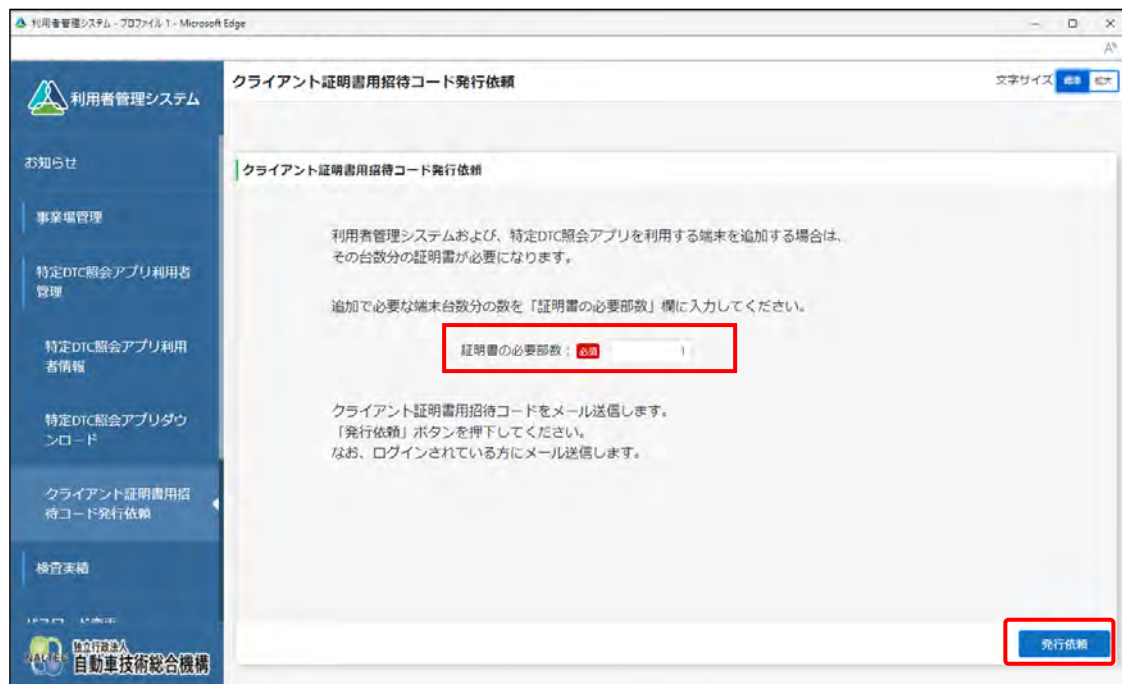 利用者管理システム - プロファイル 1 - Microsoft Edge
利用者管理システム
クライアント証明書用招待コード発行依頼
文字サイズ 標準 拡大
お知らせ
事業場管理
特定DTC照会アプリ利用者
管理
特定DTC照会アプリ利用
者情報
特定DTC照会アプリダウ
ンロード
クライアント証明書用招
待コード発行依頼
検査実績
独立行政法人
自動車技術総合機構
NALTEC
クライアント証明書用招待コード発行依頼
利用者管理システムおよび、特定DTC照会アプリを利用する端末を追加する場合は、
その台数分の証明書が必要になります。
追加で必要な端末台数分の数を「証明書の必要部数」欄に入力してください。
証明書の必要部数： 必須 1
クライアント証明書用招待コードをメール送信します。
「発行依頼」ボタンを押下してください。
なお、ログインされている方にメール送信します。
発行依頼